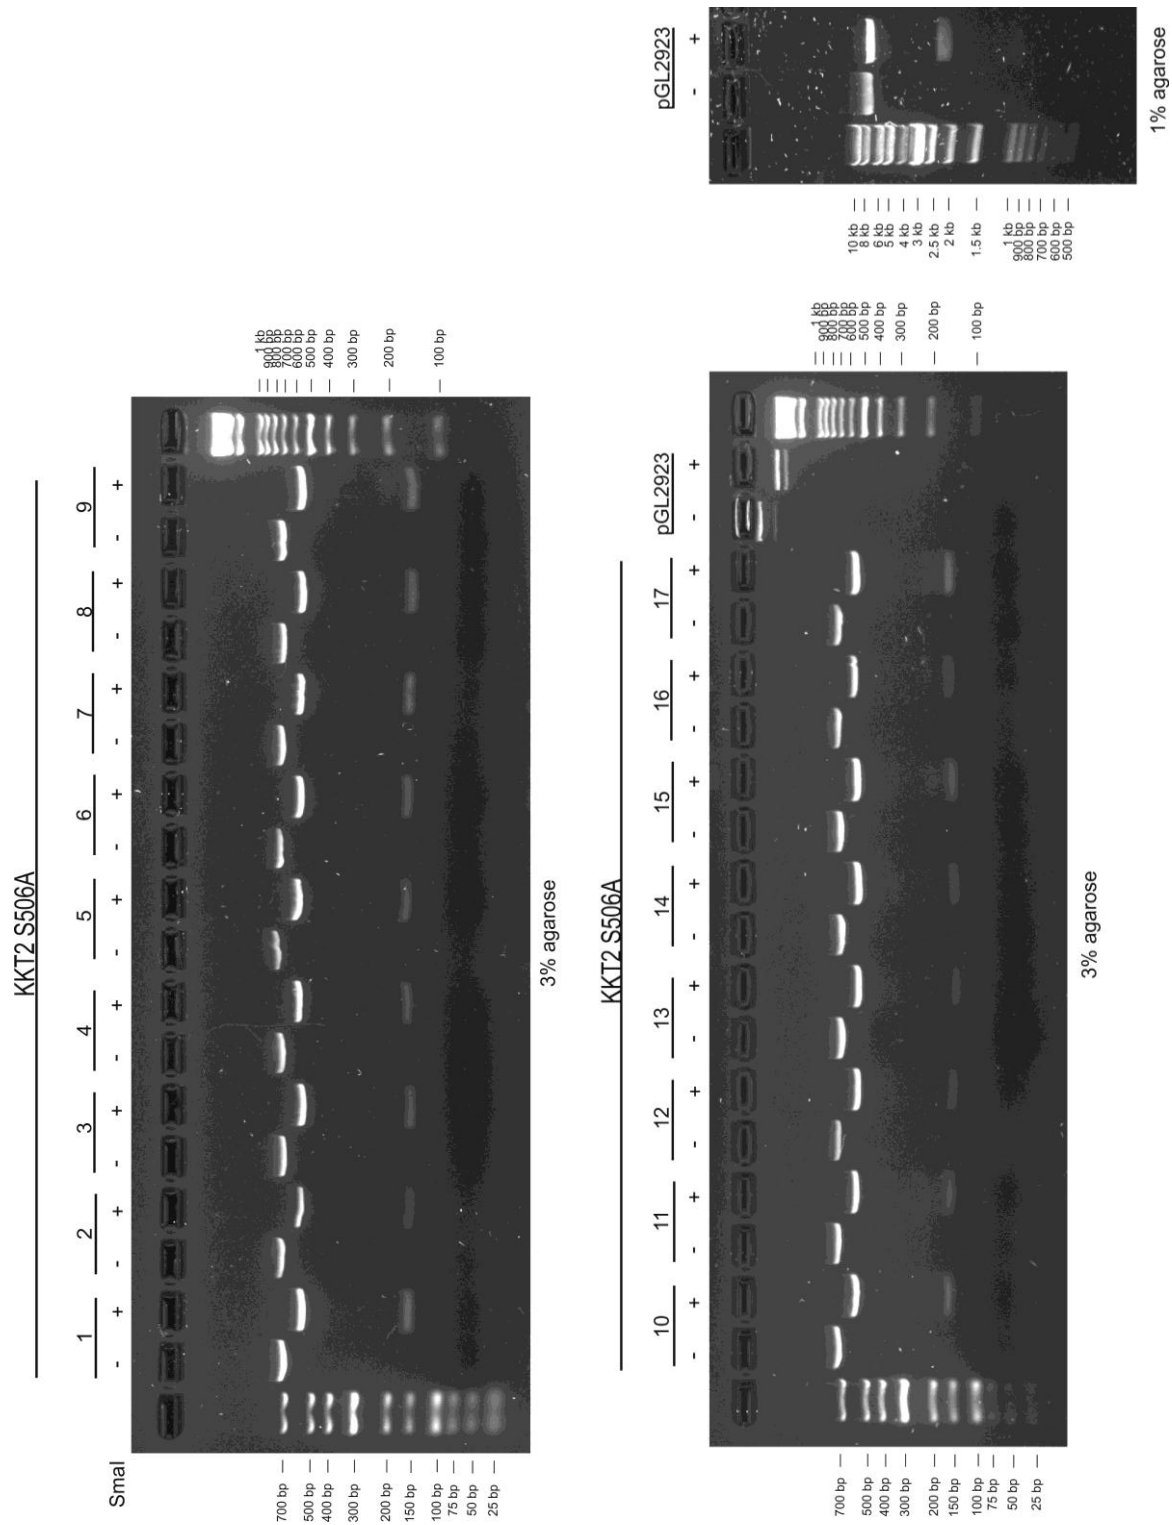 KKT2 S506A
1 2 3 4 5 6 7 8 9
SmaI - + - + - + - + - + - + - + - + - +
700 bp
500 bp
400 bp
300 bp
200 bp
150 bp
100 bp
75 bp
50 bp
25 bp
1 kb
900 bp
800 bp
700 bp
600 bp
500 bp
400 bp
300 bp
200 bp
100 bp
3% agarose
KKT2 S506A
10 11 12 13 14 15 16 17 pGL2923
- + - + - + - + - + - + - + - + - +
700 bp
500 bp
400 bp
300 bp
200 bp
150 bp
100 bp
75 bp
50 bp
25 bp
1 kb
900 bp
800 bp
700 bp
600 bp
500 bp
400 bp
300 bp
200 bp
100 bp
3% agarose
pGL2923
- +
10 kb
8 kb
6 kb
5 kb
4 kb
3 kb
2.5 kb
2 kb
1.5 kb
1 kb
900 bp
800 bp
700 bp
600 bp
500 bp
1% agarose